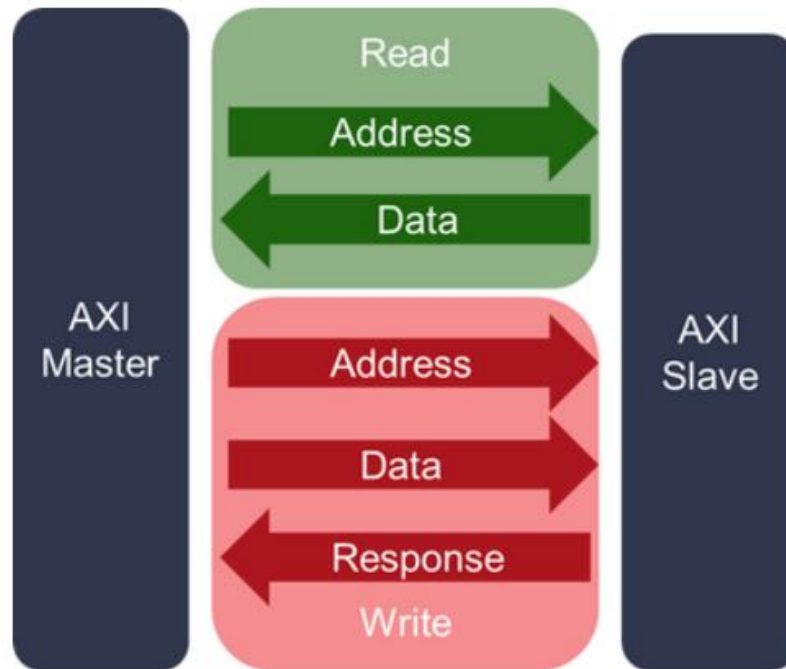 Read
Address
Data
AXI
Master
AXI
Slave
Address
Data
Response
Write